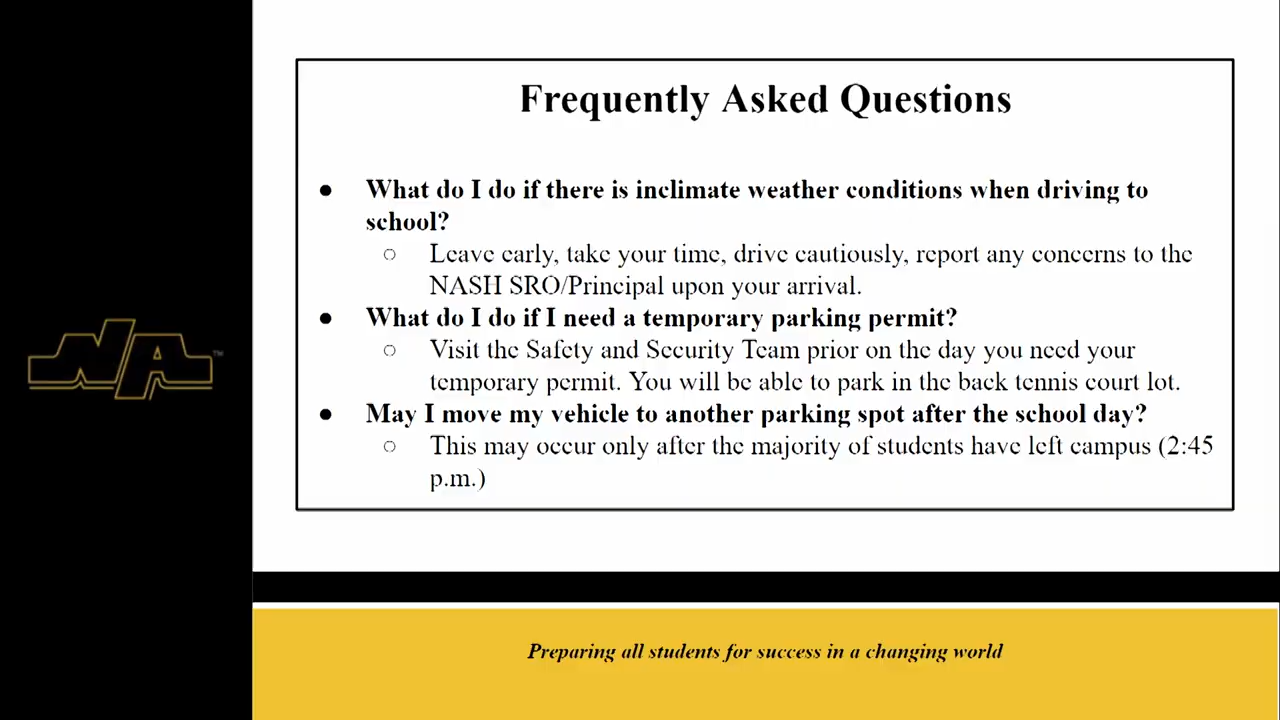 Frequently Asked Questions
● What do I do if there is inclimate weather conditions when driving to
school?
○ Leave early, take your time, drive cautiously, report any concerns to the
NASH SRO/Principal upon your arrival.
● What do I do if I need a temporary parking permit?
○ Visit the Safety and Security Team prior on the day you need your
temporary permit. You will be able to park in the back tennis court lot.
● May I move my vehicle to another parking spot after the school day?
○ This may occur only after the majority of students have left campus (2:45
p.m.)
NA™
Preparing all students for success in a changing world